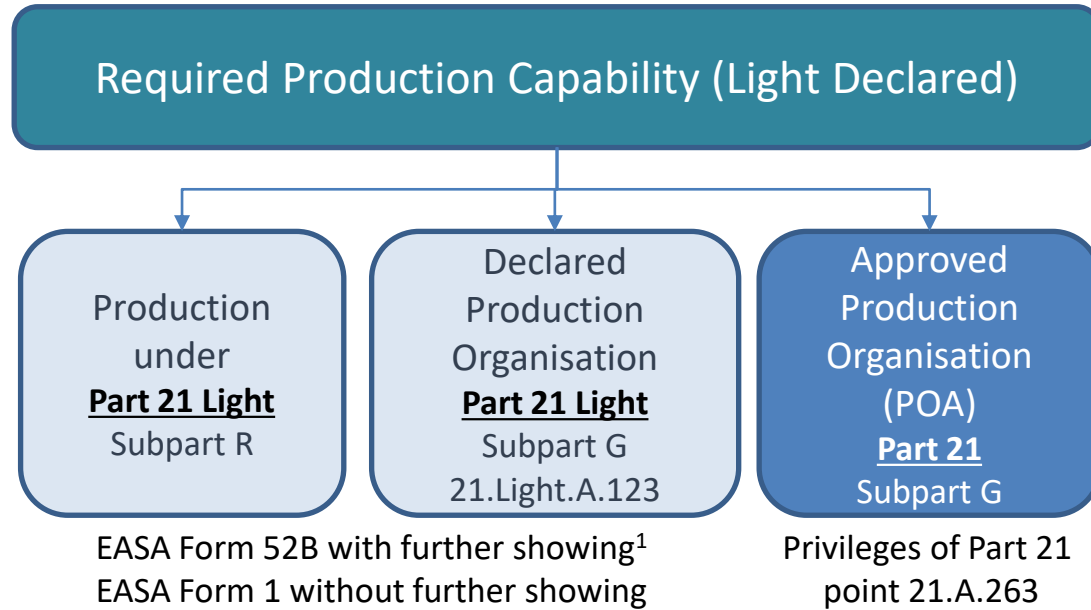 Required Production Capability (Light Declared)
Production
under
Part 21 Light
Subpart R
Declared
Production
Organisation
Part 21 Light
Subpart G
21.Light.A.123
Approved
Production
Organisation
(POA)
Part 21
Subpart G
EASA Form 52B with further showing¹
EASA Form 1 without further showing
Privileges of Part 21
point 21.A.263